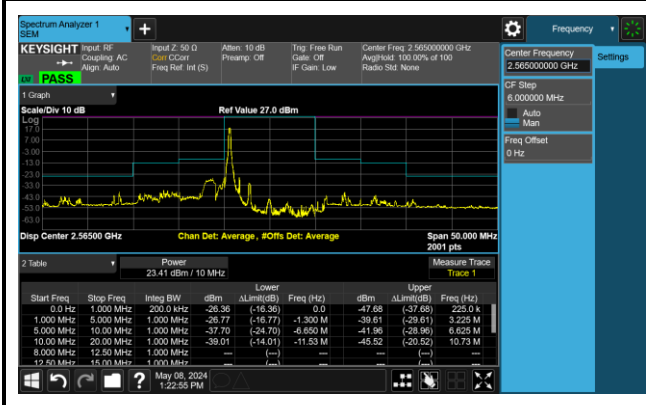 Spectrum Analyzer 1
SEM
Frequency
KEYSIGHT Input: RF Input Z: 50 Ω Atten: 10 dB Trig: Free Run Center Freq: 2.565000000 GHz
Coupling: AC Corr CCorr Preamp: Off Gate: Off Avg|Hold: 100.00% of 100
Align: Auto Freq Ref: Int (S) IF Gain: Low Radio Std: None
PASS
Center Frequency
2.565000000 GHz
Settings
CF Step
6.000000 MHz
Auto
Man
Freq Offset
0 Hz
1 Graph
Scale/Div 10 dB Ref Value 27.0 dBm
Log
17.0
7.00
-3.00
-13.0
-23.0
-33.0
-43.0
-53.0
-63.0
Disp Center 2.56500 GHz Chan Det: Average, #Offs Det: Average Span 50.000 MHz
2001 pts
2 Table Power Measure Trace
23.41 dBm / 10 MHz Trace 1
Lower Upper
Start Freq Stop Freq Integ BW dBm ΔLimit(dB) Freq (Hz) dBm ΔLimit(dB) Freq (Hz)
0.0 Hz 1.000 MHz 200.0 kHz -26.36 (-16.36) 0.0 -47.68 (-37.68) 225.0 k
1.000 MHz 5.000 MHz 1.000 MHz -26.77 (-16.77) -1.300 M -39.61 (-29.61) 3.225 M
5.000 MHz 10.00 MHz 1.000 MHz -37.70 (-24.70) -6.650 M -41.96 (-28.96) 6.625 M
10.00 MHz 20.00 MHz 1.000 MHz -39.01 (-14.01) -11.53 M -45.52 (-20.52) 10.73 M
8.000 MHz 12.50 MHz 1.000 MHz --- (---) --- --- (---) ---
12.50 MHz 15.00 MHz 1.000 MHz --- (---) --- --- (---) ---
May 08, 2024
1:22:55 PM